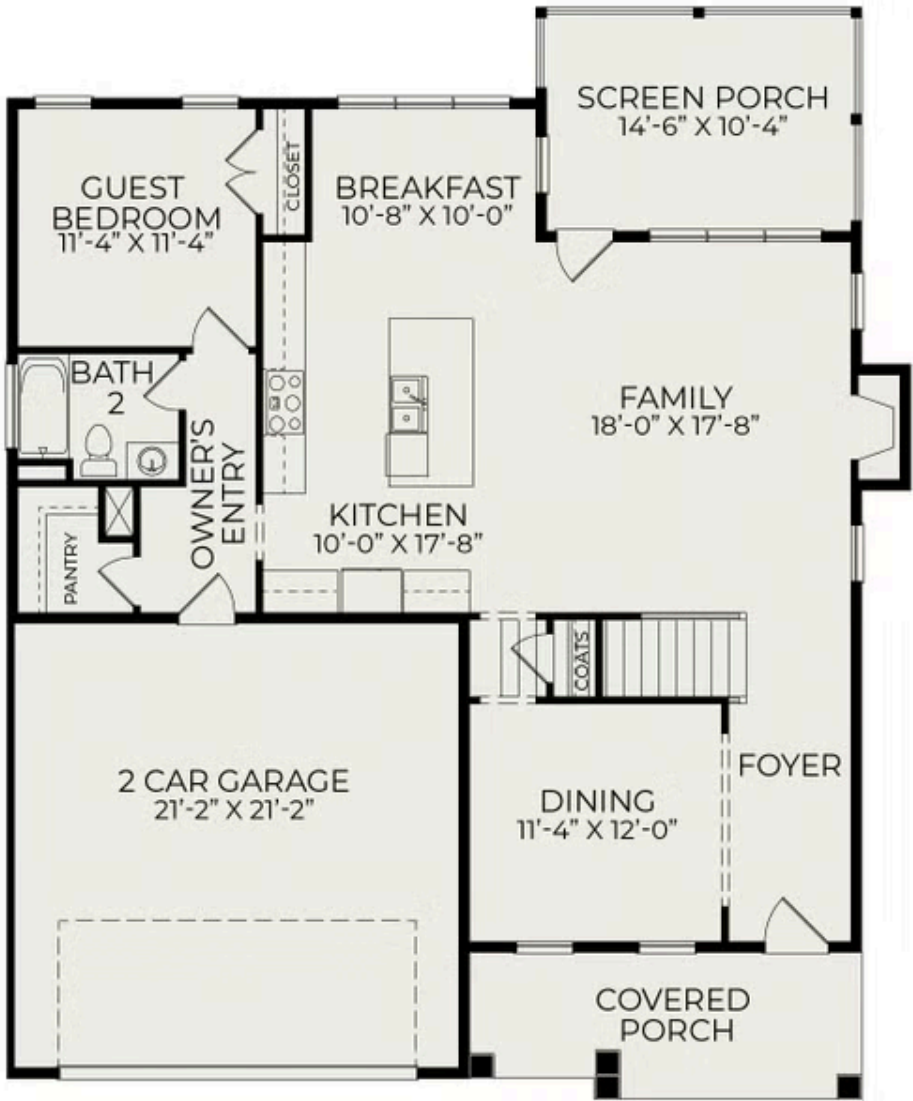 SCREEN PORCH
14’-6” X 10’-4”
GUEST
BEDROOM
11’-4” X 11’-4”
CLOSET
BREAKFAST
10’-8” X 10’-0”
BATH
2
OWNER’S
ENTRY
FAMILY
18’-0” X 17’-8”
KITCHEN
10’-0” X 17’-8”
PANTRY
COATS
2 CAR GARAGE
21’-2” X 21’-2”
DINING
11’-4” X 12’-0”
FOYER
COVERED
PORCH